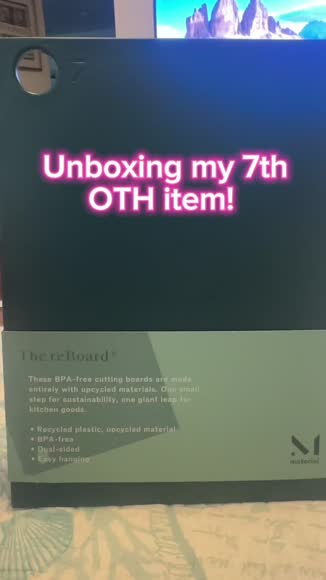 Unboxing my 7th
OTH item!
The reBoard®
These BPA-free cutting boards are made
entirely with upcycled materials. One small
step for sustainability, one giant leap for
kitchen goods.
• Recycled plastic, upcycled material
• BPA-free
• Dual-sided
• Easy hanging
material